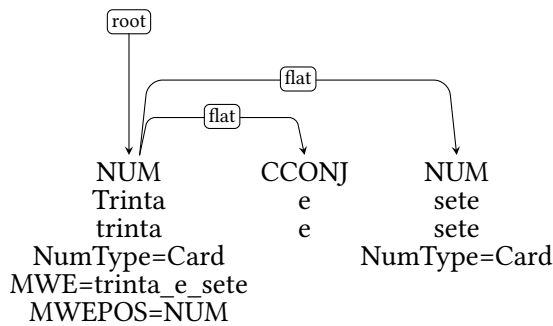 root
flat
flat
NUM CCONJ NUM
Trinta e sete
trinta e sete
NumType=Card NumType=Card
MWE=trinta_e_sete
MWEPOS=NUM